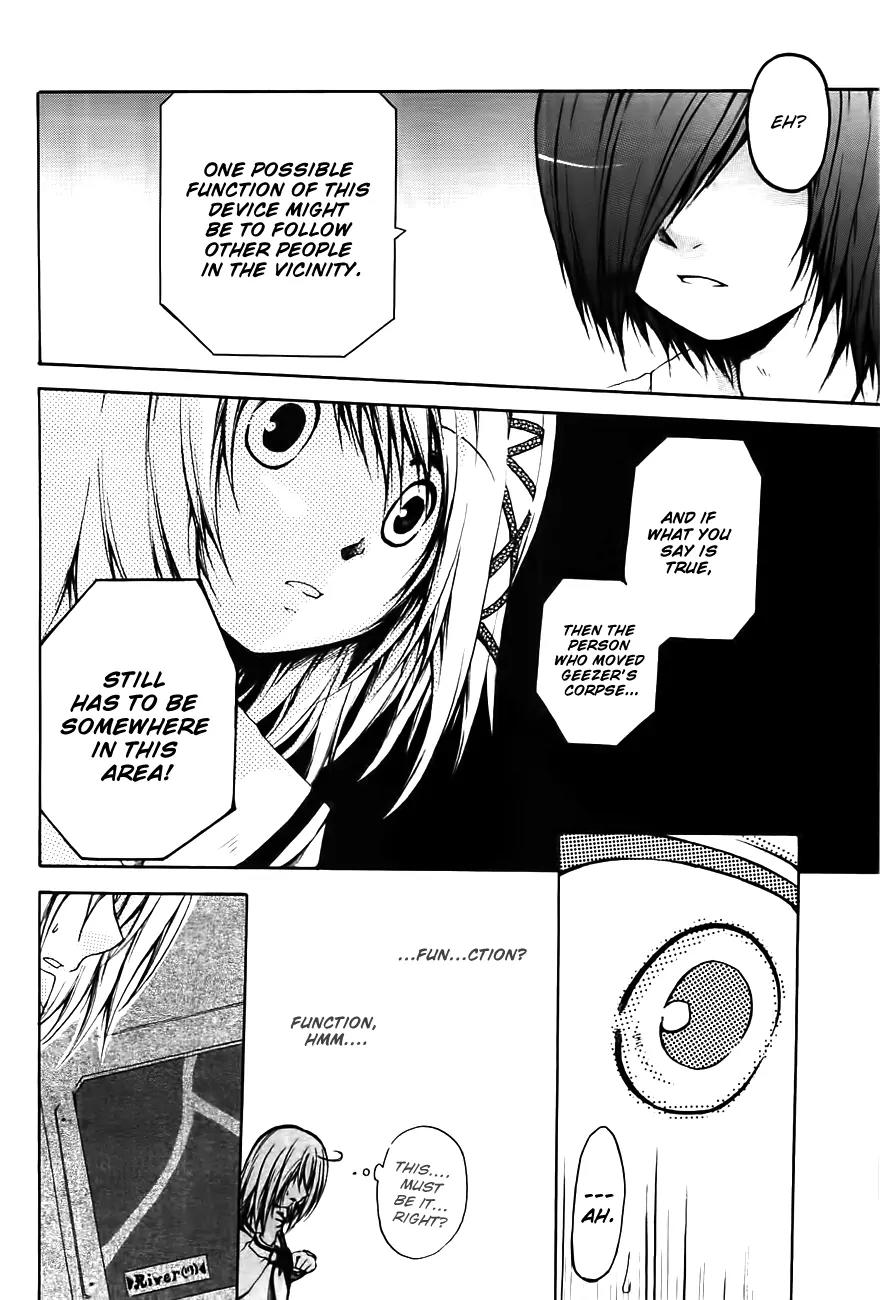 EH?
ONE POSSIBLE
FUNCTION OF THIS
DEVICE MIGHT
BE TO FOLLOW
OTHER PEOPLE
IN THE VICINITY.
AND IF
WHAT YOU
SAY IS
TRUE,
THEN THE
PERSON
WHO MOVED
GEEZER'S
CORPSE...
STILL
HAS TO BE
SOMEWHERE
IN THIS
AREA!
---
AH.
...FUN...CTION?
FUNCTION,
HMM....
THIS....
MUST
BE IT...
RIGHT?
River(M)